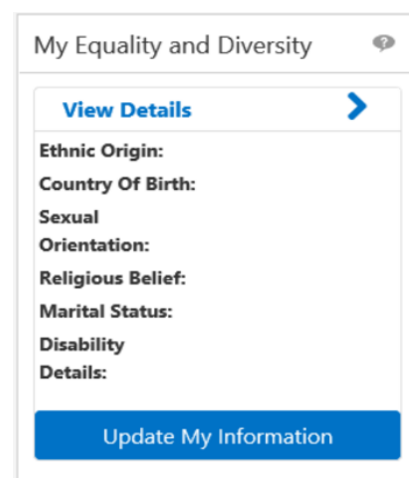 My Equality and Diversity
View Details
Ethnic Origin:
Country Of Birth:
Sexual
Orientation:
Religious Belief:
Marital Status:
Disability
Details:
Update My Information